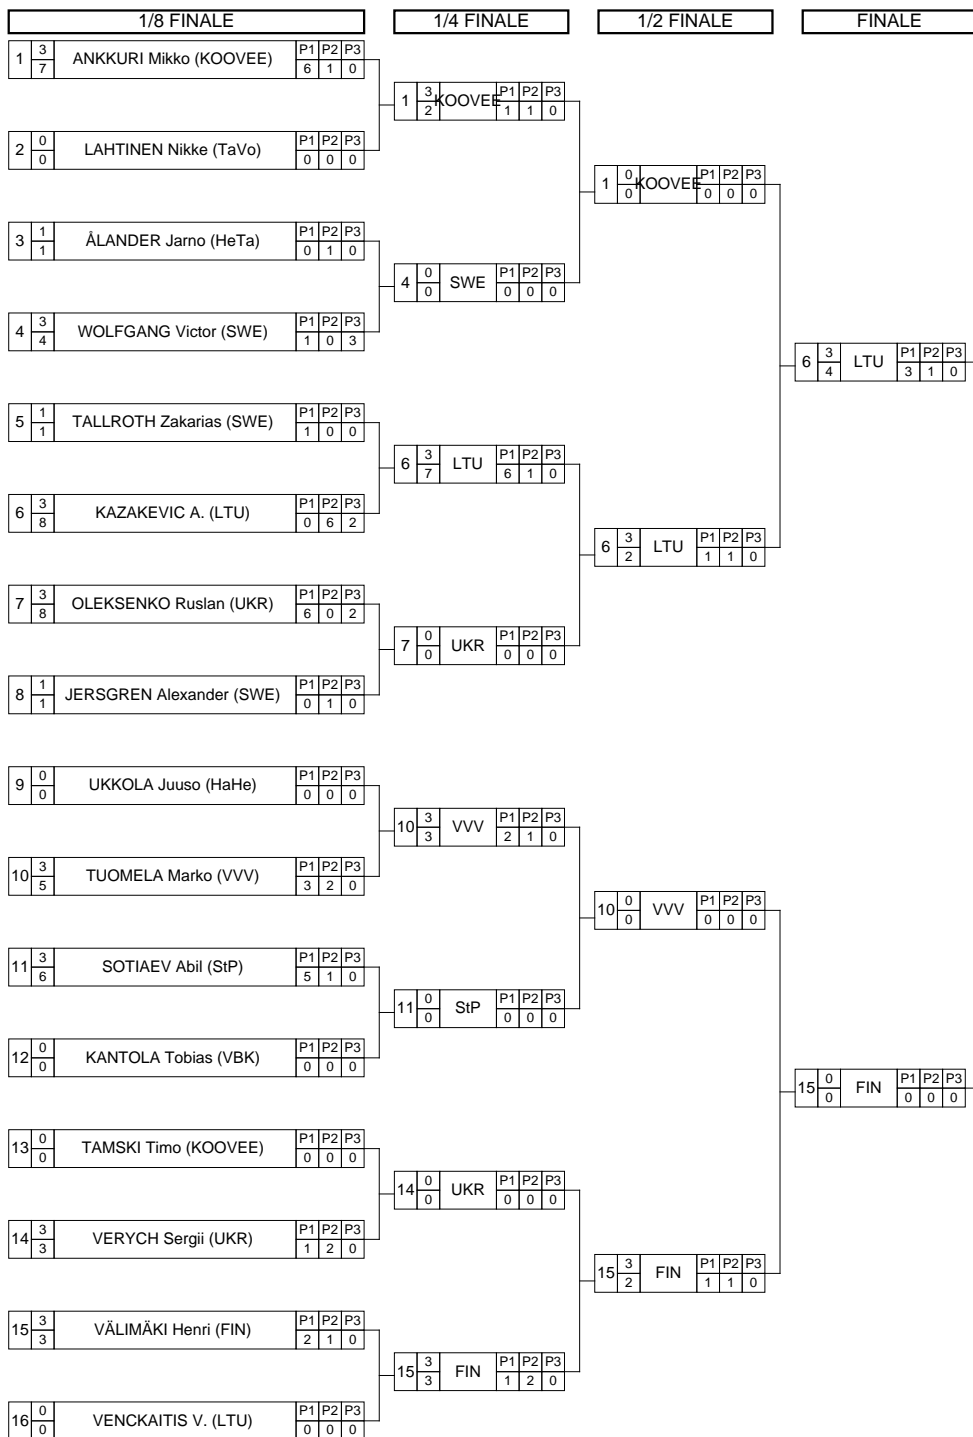 1/8 FINALE 1/4 FINALE 1/2 FINALE FINALE
1 3 7 ANKKURI Mikko (KOOVEE) P1 P2 P3 6 1 0
1 3 2 KOOVEE P1 P2 P3 1 1 0
2 0 0 LAHTINEN Nikke (TaVo) P1 P2 P3 0 0 0
1 0 0 KOOVEE P1 P2 P3 0 0 0
3 1 1 ÅLANDER Jarno (HeTa) P1 P2 P3 0 1 0
4 0 0 SWE P1 P2 P3 0 0 0
4 3 4 WOLFGANG Victor (SWE) P1 P2 P3 1 0 3
6 3 4 LTU P1 P2 P3 3 1 0
5 1 1 TALLROTH Zakarias (SWE) P1 P2 P3 1 0 0
6 3 7 LTU P1 P2 P3 6 1 0
6 3 8 KAZAKEVIC A. (LTU) P1 P2 P3 0 6 2
6 3 2 LTU P1 P2 P3 1 1 0
7 3 8 OLEKSENKO Ruslan (UKR) P1 P2 P3 6 0 2
7 0 0 UKR P1 P2 P3 0 0 0
8 1 1 JERSGREN Alexander (SWE) P1 P2 P3 0 1 0
9 0 0 UKKOLA Juuso (HaHe) P1 P2 P3 0 0 0
10 3 3 VVV P1 P2 P3 2 1 0
10 3 5 TUOMELA Marko (VVV) P1 P2 P3 3 2 0
10 0 0 VVV P1 P2 P3 0 0 0
11 3 6 SOTIAEV Abil (StP) P1 P2 P3 5 1 0
11 0 0 StP P1 P2 P3 0 0 0
12 0 0 KANTOLA Tobias (VBK) P1 P2 P3 0 0 0
15 0 0 FIN P1 P2 P3 0 0 0
13 0 0 TAMSKI Timo (KOOVEE) P1 P2 P3 0 0 0
14 0 0 UKR P1 P2 P3 0 0 0
14 3 3 VERYCH Sergii (UKR) P1 P2 P3 1 2 0
15 3 2 FIN P1 P2 P3 1 1 0
15 3 3 VÄLIMÄKI Henri (FIN) P1 P2 P3 2 1 0
15 3 3 FIN P1 P2 P3 1 2 0
16 0 0 VENCKAITIS V. (LTU) P1 P2 P3 0 0 0